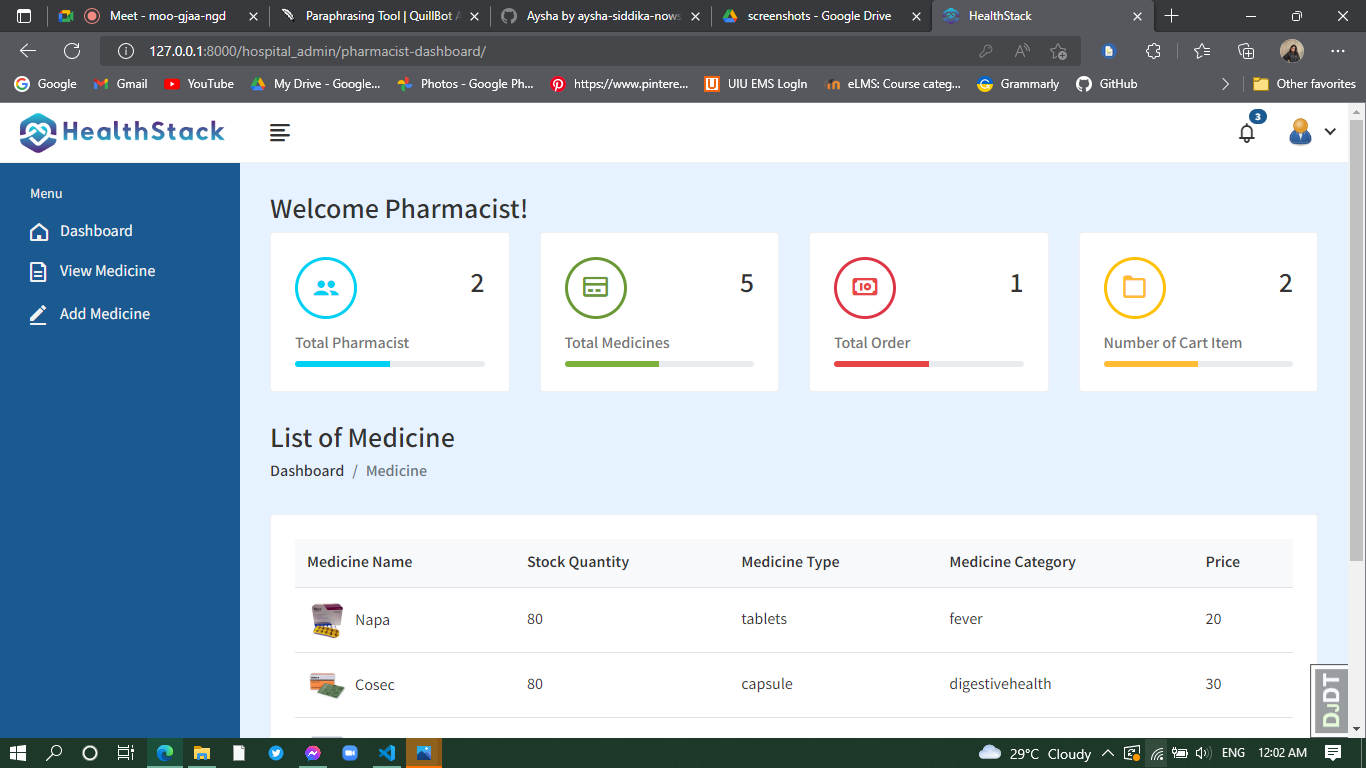 Meet - moo-gjaa-ngd
Paraphrasing Tool | QuillBot A
Aysha by aysha-siddika-nows
screenshots - Google Drive
HealthStack
127.0.0.1:8000/hospital_admin/pharmacist-dashboard/
Google
Gmail
YouTube
My Drive - Google...
Photos - Google Ph...
https://www.pintere...
UIU EMS LogIn
eLMS: Course categ...
Grammarly
GitHub
Other favorites
HealthStack
3
Menu
Dashboard
View Medicine
Add Medicine
Welcome Pharmacist!
2
Total Pharmacist
5
Total Medicines
10
1
Total Order
2
Number of Cart Item
List of Medicine
Dashboard / Medicine
Medicine Name Stock Quantity Medicine Type Medicine Category Price
Napa 80 tablets fever 20
Cosec 80 capsule digestivehealth 30
DJDT
29°C Cloudy
ENG
12:02 AM